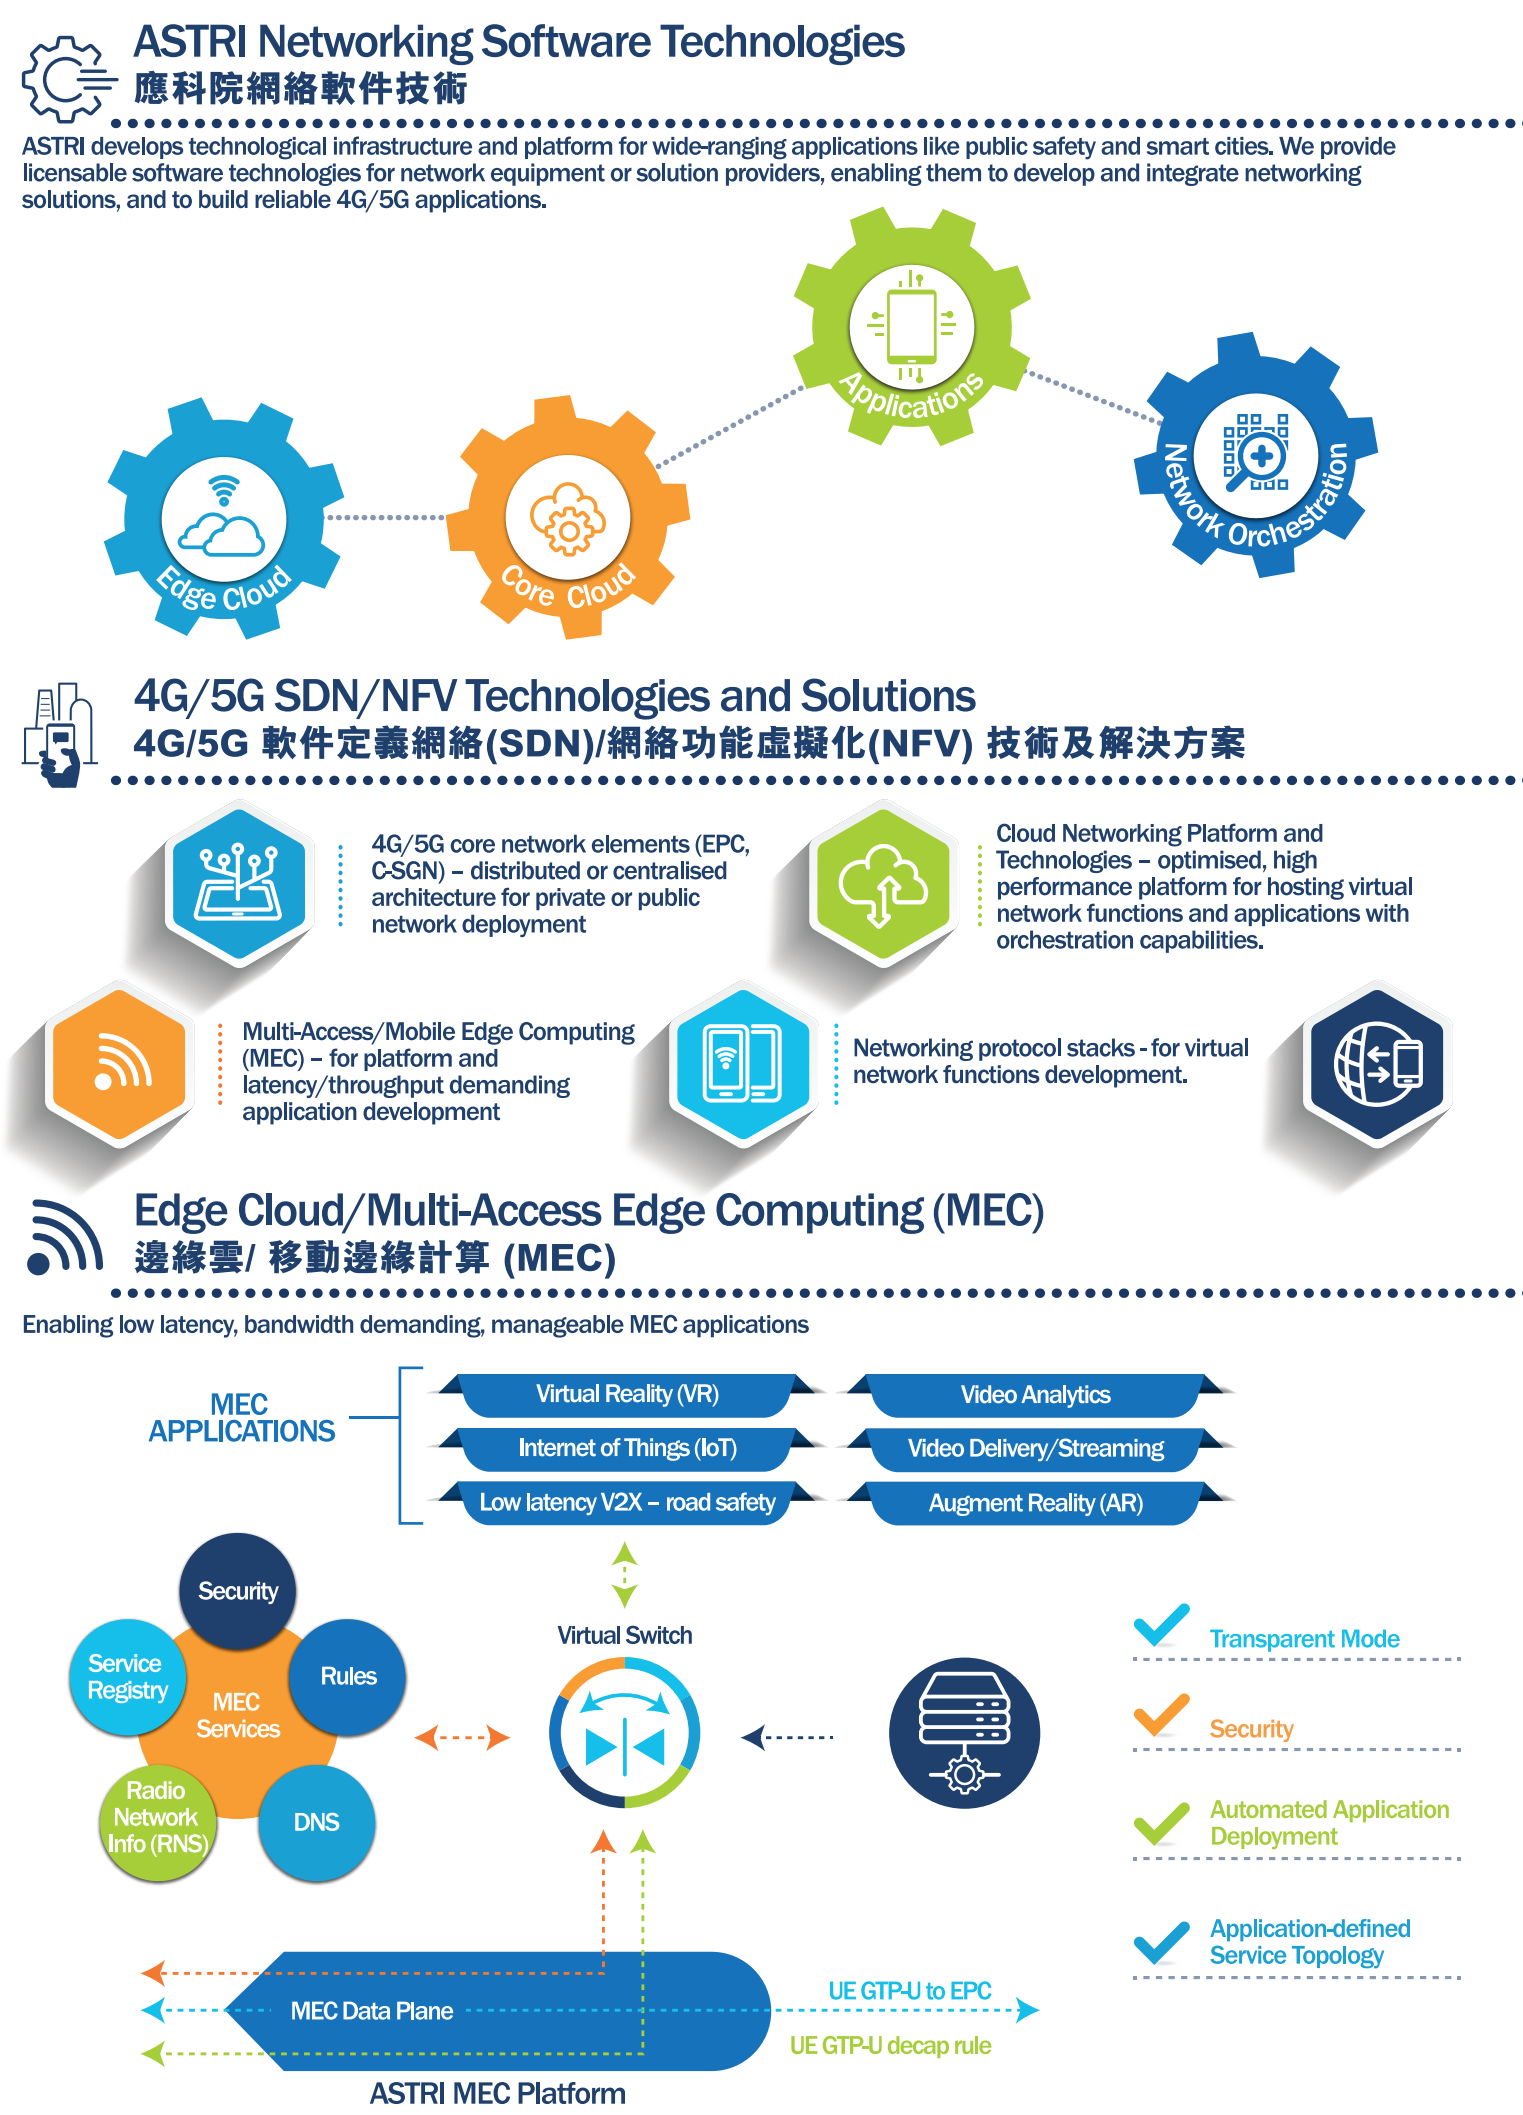 ASTRI Networking Software Technologies
應科院網絡軟件技術
ASTRI develops technological infrastructure and platform for wide-ranging applications like public safety and smart cities. We provide
licensable software technologies for network equipment or solution providers, enabling them to develop and integrate networking
solutions, and to build reliable 4G/5G applications.
Edge Cloud
Core Cloud
Applications
Network Orchestration
4G/5G SDN/NFV Technologies and Solutions
4G/5G 軟件定義網絡(SDN)/網絡功能虛擬化(NFV) 技術及解決方案
4G/5G core network elements (EPC,
C-SGN) – distributed or centralised
architecture for private or public
network deployment
Cloud Networking Platform and
Technologies – optimised, high
performance platform for hosting virtual
network functions and applications with
orchestration capabilities.
Multi-Access/Mobile Edge Computing
(MEC) – for platform and
latency/throughput demanding
application development
Networking protocol stacks - for virtual
network functions development.
Edge Cloud/Multi-Access Edge Computing (MEC)
邊緣雲/ 移動邊緣計算 (MEC)
Enabling low latency, bandwidth demanding, manageable MEC applications
MEC
APPLICATIONS
Virtual Reality (VR)
Video Analytics
Internet of Things (IoT)
Video Delivery/Streaming
Low latency V2X – road safety
Augment Reality (AR)
Security
Service
Registry
Rules
MEC
Services
Radio
Network
Info (RNS)
DNS
Virtual Switch
Transparent Mode
Security
Automated Application
Deployment
Application-defined
Service Topology
MEC Data Plane
UE GTP-U to EPC
UE GTP-U decap rule
ASTRI MEC Platform